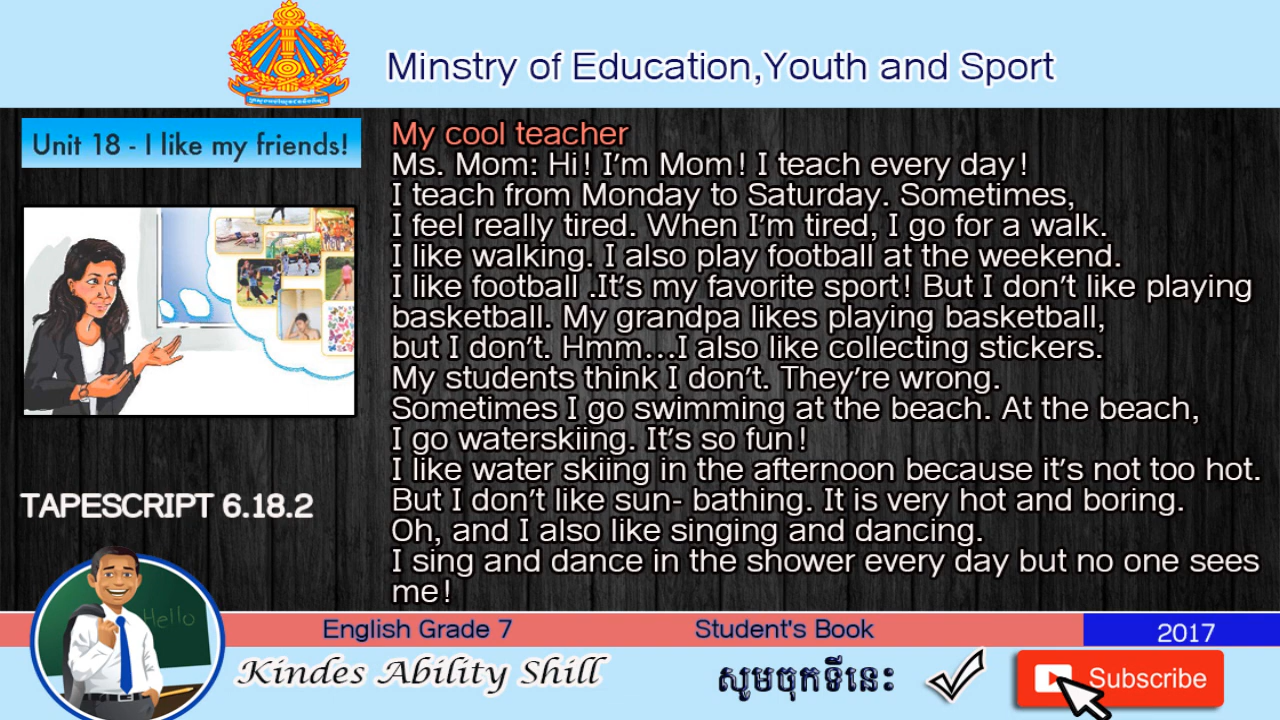 Minstry of Education,Youth and Sport
Unit 18 - I like my friends!
My cool teacher
Ms. Mom: Hi! I'm Mom! I teach every day!
I teach from Monday to Saturday. Sometimes,
I feel really tired. When I'm tired, I go for a walk.
I like walking. I also play football at the weekend.
I like football .It's my favorite sport! But I don't like playing
basketball. My grandpa likes playing basketball,
but I don't. Hmm...I also like collecting stickers.
My students think I don't. They're wrong.
Sometimes I go swimming at the beach. At the beach,
I go waterskiing. It's so fun!
I like water skiing in the afternoon because it's not too hot.
But I don't like sun- bathing. It is very hot and boring.
Oh, and I also like singing and dancing.
I sing and dance in the shower every day but no one sees
me!
TAPESCRIPT 6.18.2
Hello
English Grade 7
Student's Book
2017
Kindes Ability Shill
សូមចុកទីនេះ
Subscribe